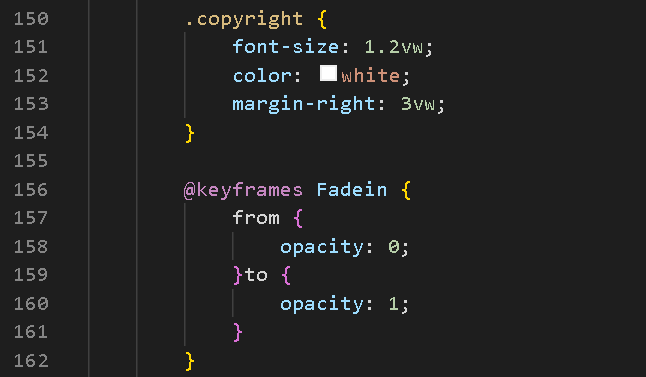 150 .copyright {
151 font-size: 1.2vw;
152 color: white;
153 margin-right: 3vw;
154 }
155
156 @keyframes Fadein {
157 from {
158 opacity: 0;
159 }to {
160 opacity: 1;
161 }
162 }